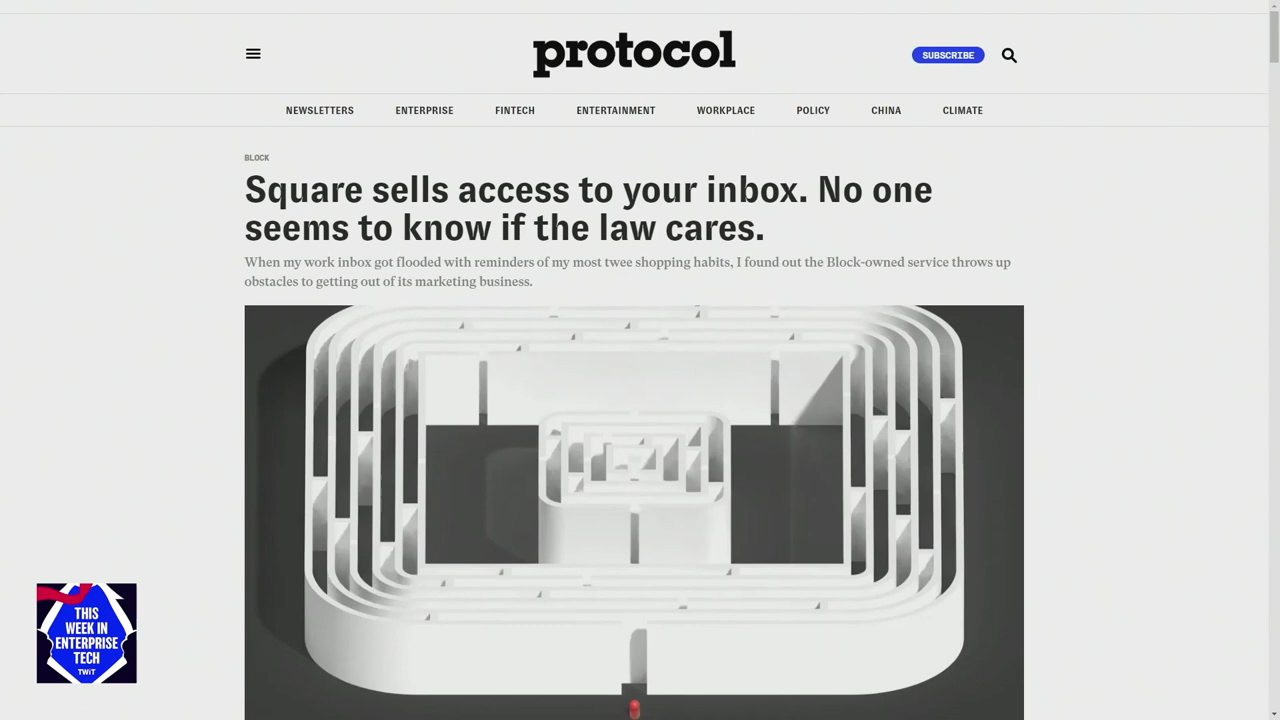 protocol
SUBSCRIBE
NEWSLETTERS ENTERPRISE FINTECH ENTERTAINMENT WORKPLACE POLICY CHINA CLIMATE
BLOCK
Square sells access to your inbox. No one
seems to know if the law cares.
When my work inbox got flooded with reminders of my most twee shopping habits, I found out the Block-owned service throws up
obstacles to getting out of its marketing business.
THIS
WEEK IN
ENTERPRISE
TECH
TWiT